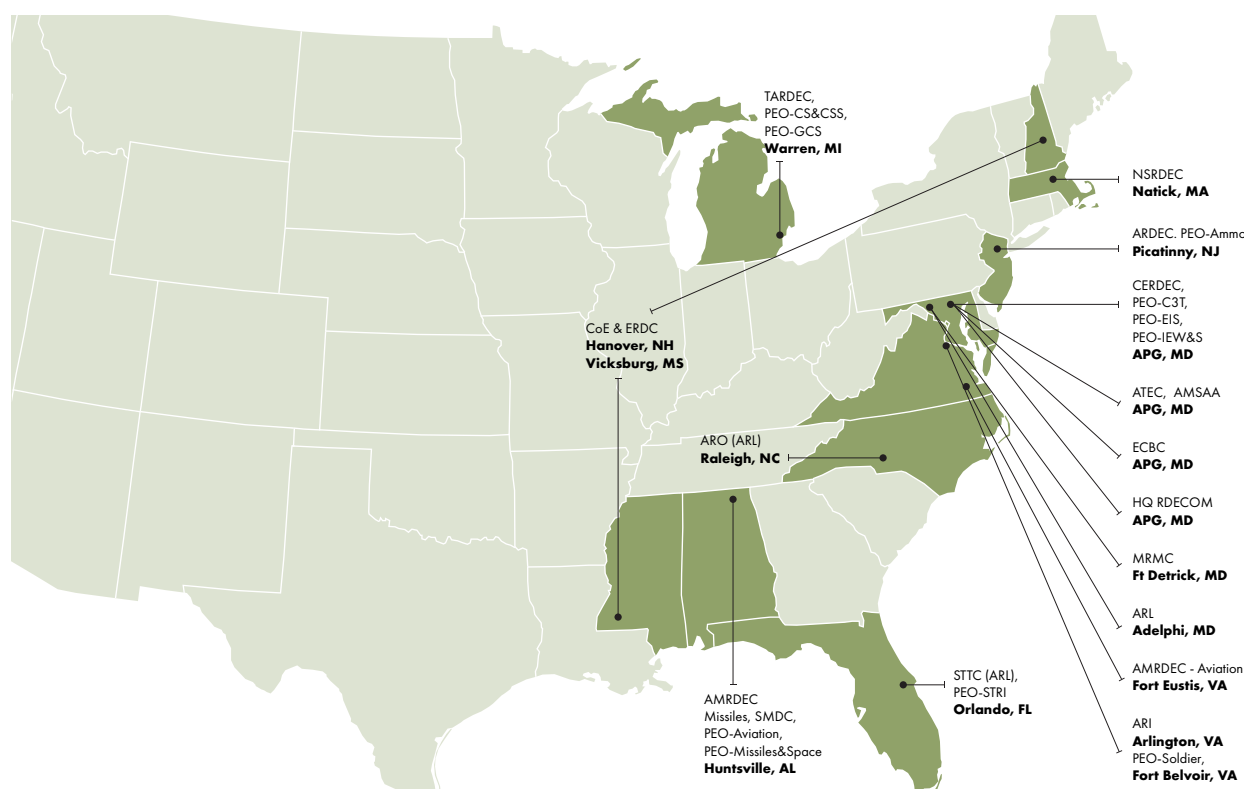 TARDEC,
PEO-CS&CSS,
PEO-GCS
Warren, MI
NSRDEC
Natick, MA
ARDEC. PEO-Ammo
Picatinny, NJ
CERDEC,
PEO-C3T,
PEO-EIS,
PEO-IEW&S
APG, MD
CoE & ERDC
Hanover, NH
Vicksburg, MS
ATEC, AMSAA
APG, MD
ARO (ARL)
Raleigh, NC
ECBC
APG, MD
HQ RDECOM
APG, MD
MRMC
Ft Detrick, MD
ARL
Adelphi, MD
AMRDEC - Aviation
Fort Eustis, VA
STTC (ARL),
PEO-STRI
Orlando, FL
AMRDEC
Missiles, SMDC,
PEO-Aviation,
PEO-Missiles&Space
Huntsville, AL
ARI
Arlington, VA
PEO-Soldier,
Fort Belvoir, VA